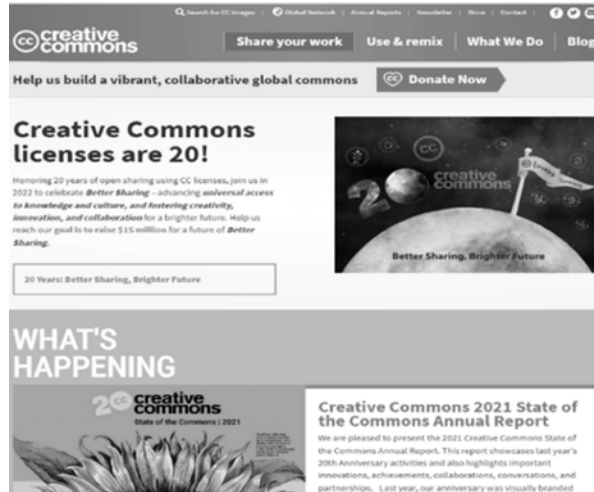 Search for CC images | Global Network | Annual Reports | Newsletter | Store | Contact |
cc creative commons
Share your work | Use & remix | What We Do | Blog
Help us build a vibrant, collaborative global commons
Donate Now
Creative Commons
licenses are 20!
Honoring 20 years of open sharing using CC licenses, join us in
2022 to celebrate Better Sharing – advancing universal access
to knowledge and culture, and fostering creativity,
innovation, and collaboration for a brighter future. Help us
reach our goal is to raise $15 million for a future of Better
Sharing.
20 creative commons
Better Sharing, Brighter Future
20 Years: Better Sharing, Brighter Future
WHAT'S
HAPPENING
20 creative commons
State of the Commons | 2021
Creative Commons 2021 State of
the Commons Annual Report
We are pleased to present the 2021 Creative Commons State of
the Commons Annual Report. This report showcases last year's
20th Anniversary activities and also highlights important
innovations, achievements, collaborations, conversations, and
partnerships. Last year, our anniversary was visually branded